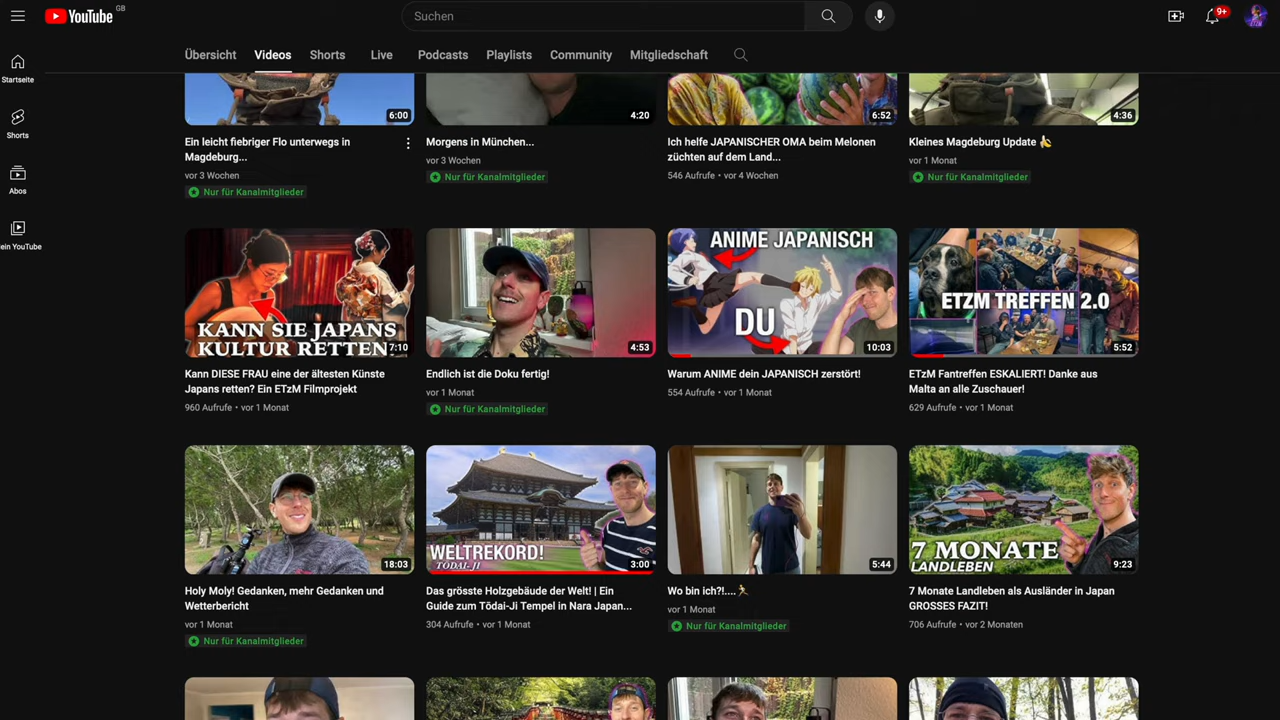 YouTube GB
Suchen
9+
Übersicht Videos Shorts Live Podcasts Playlists Community Mitgliedschaft
Startseite
Shorts
Abos
ein YouTube
6:00
4:20
6:52
4:36
Ein leicht fiebriger Flo unterwegs in
Magdeburg...
vor 3 Wochen
Nur für Kanalmitglieder
Morgens in München...
vor 3 Wochen
Nur für Kanalmitglieder
Ich helfe JAPANISCHER OMA beim Melonen
züchten auf dem Land...
546 Aufrufe • vor 4 Wochen
Kleines Magdeburg Update 🍌
vor 1 Monat
Nur für Kanalmitglieder
KANN SIE JAPANS
KULTUR RETTEN?
7:10
Kann DIESE FRAU eine der ältesten Künste
Japans retten? Ein ETzM Filmprojekt
960 Aufrufe • vor 1 Monat
4:53
Endlich ist die Doku fertig!
vor 1 Monat
Nur für Kanalmitglieder
ANIME JAPANISCH
DU
10:03
Warum ANIME dein JAPANISCH zerstört!
554 Aufrufe • vor 1 Monat
ETZM TREFFEN 2.0
5:52
ETzM Fantreffen ESKALIERT! Danke aus
Malta an alle Zuschauer!
629 Aufrufe • vor 1 Monat
18:03
Holy Moly! Gedanken, mehr Gedanken und
Wetterbericht
vor 1 Monat
Nur für Kanalmitglieder
WELTREKORD!
TŌDAI-JI
3:00
Das grösste Holzgebäude der Welt! | Ein
Guide zum Tōdai-Ji Tempel in Nara Japan...
304 Aufrufe • vor 1 Monat
5:44
Wo bin ich?!....🏃
vor 1 Monat
Nur für Kanalmitglieder
7 MONATE
LANDLEBEN
9:23
7 Monate Landleben als Ausländer in Japan
GROSSES FAZIT!
706 Aufrufe • vor 2 Monaten